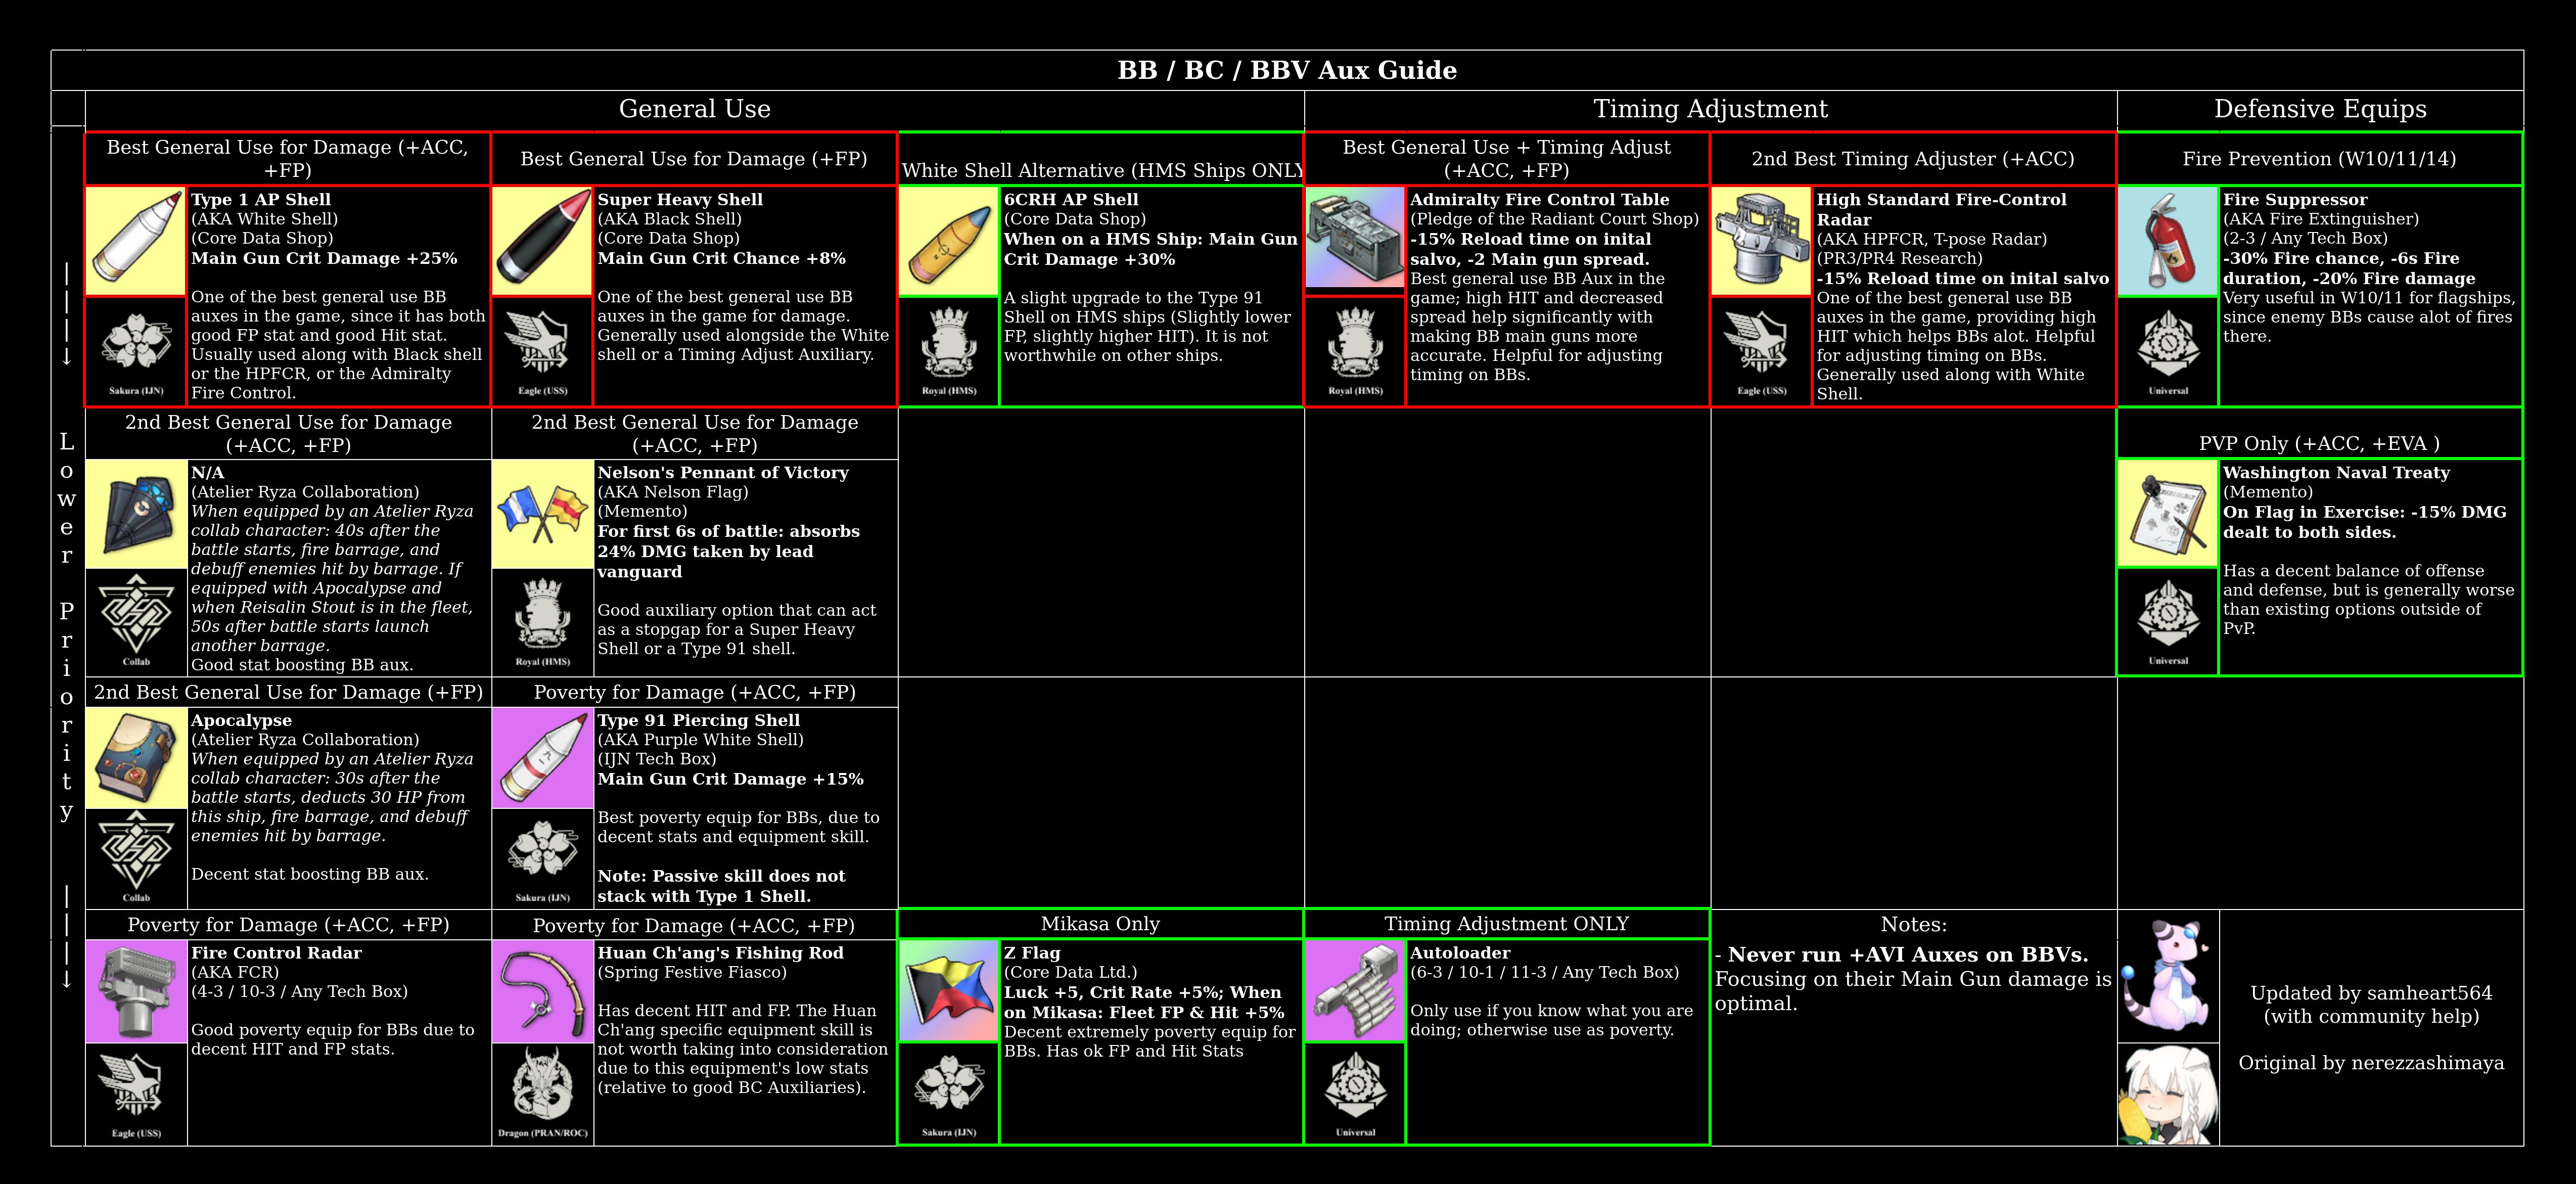 BB / BC / BBV Aux Guide
General Use
Timing Adjustment
Defensive Equips
|
|
|
|
↓
L
o
w
e
r
P
r
i
o
r
i
t
y
|
|
|
|
↓
Best General Use for Damage (+ACC,
+FP)
Type 1 AP Shell
(AKA White Shell)
(Core Data Shop)
Main Gun Crit Damage +25%
One of the best general use BB
auxes in the game, since it has both
good FP stat and good Hit stat.
Usually used along with Black shell
or the HPFCR, or the Admiralty
Fire Control.
Sakura (IJN)
Best General Use for Damage (+FP)
Super Heavy Shell
(AKA Black Shell)
(Core Data Shop)
Main Gun Crit Chance +8%
One of the best general use BB
auxes in the game for damage.
Generally used alongside the White
shell or a Timing Adjust Auxiliary.
Eagle (USS)
White Shell Alternative (HMS Ships ONLY
6CRH AP Shell
(Core Data Shop)
When on a HMS Ship: Main Gun
Crit Damage +30%
A slight upgrade to the Type 91
Shell on HMS ships (Slightly lower
FP, slightly higher HIT). It is not
worthwhile on other ships.
Royal (HMS)
Best General Use + Timing Adjust
(+ACC, +FP)
Admiralty Fire Control Table
(Pledge of the Radiant Court Shop)
-15% Reload time on inital
salvo, -2 Main gun spread.
Best general use BB Aux in the
game; high HIT and decreased
spread help significantly with
making BB main guns more
accurate. Helpful for adjusting
timing on BBs.
Royal (HMS)
2nd Best Timing Adjuster (+ACC)
High Standard Fire-Control
Radar
(AKA HPFCR, T-pose Radar)
(PR3/PR4 Research)
-15% Reload time on inital salvo
One of the best general use BB
auxes in the game, providing high
HIT which helps BBs alot. Helpful
for adjusting timing on BBs.
Generally used along with White
Shell.
Eagle (USS)
Fire Prevention (W10/11/14)
Fire Suppressor
(AKA Fire Extinguisher)
(2-3 / Any Tech Box)
-30% Fire chance, -6s Fire
duration, -20% Fire damage
Very useful in W10/11 for flagships,
since enemy BBs cause alot of fires
there.
Universal
2nd Best General Use for Damage
(+ACC, +FP)
N/A
(Atelier Ryza Collaboration)
When equipped by an Atelier Ryza
collab character: 40s after the
battle starts, fire barrage, and
debuff enemies hit by barrage. If
equipped with Apocalypse and
when Reisalin Stout is in the fleet,
50s after battle starts launch
another barrage.
Good stat boosting BB aux.
Collab
2nd Best General Use for Damage
(+ACC, +FP)
Nelson's Pennant of Victory
(AKA Nelson Flag)
(Memento)
For first 6s of battle: absorbs
24% DMG taken by lead
vanguard
Good auxiliary option that can act
as a stopgap for a Super Heavy
Shell or a Type 91 shell.
Royal (HMS)
PVP Only (+ACC, +EVA )
Washington Naval Treaty
(Memento)
On Flag in Exercise: -15% DMG
dealt to both sides.
Has a decent balance of offense
and defense, but is generally worse
than existing options outside of
PvP.
Universal
2nd Best General Use for Damage (+FP)
Apocalypse
(Atelier Ryza Collaboration)
When equipped by an Atelier Ryza
collab character: 30s after the
battle starts, deducts 30 HP from
this ship, fire barrage, and debuff
enemies hit by barrage.
Decent stat boosting BB aux.
Collab
Poverty for Damage (+ACC, +FP)
Type 91 Piercing Shell
(AKA Purple White Shell)
(IJN Tech Box)
Main Gun Crit Damage +15%
Best poverty equip for BBs, due to
decent stats and equipment skill.
Note: Passive skill does not
stack with Type 1 Shell.
Sakura (IJN)
Poverty for Damage (+ACC, +FP)
Fire Control Radar
(AKA FCR)
(4-3 / 10-3 / Any Tech Box)
Good poverty equip for BBs due to
decent HIT and FP stats.
Eagle (USS)
Poverty for Damage (+ACC, +FP)
Huan Ch'ang's Fishing Rod
(Spring Festive Fiasco)
Has decent HIT and FP. The Huan
Ch'ang specific equipment skill is
not worth taking into consideration
due to this equipment's low stats
(relative to good BC Auxiliaries).
Dragon (PRAN/ROC)
Mikasa Only
Z Flag
(Core Data Ltd.)
Luck +5, Crit Rate +5%; When
on Mikasa: Fleet FP & Hit +5%
Decent extremely poverty equip for
BBs. Has ok FP and Hit Stats
Sakura (IJN)
Timing Adjustment ONLY
Autoloader
(6-3 / 10-1 / 11-3 / Any Tech Box)
Only use if you know what you are
doing; otherwise use as poverty.
Universal
Notes:
- Never run +AVI Auxes on BBVs.
Focusing on their Main Gun damage is
optimal.
Updated by samheart564
(with community help)
Original by nerezzashimaya